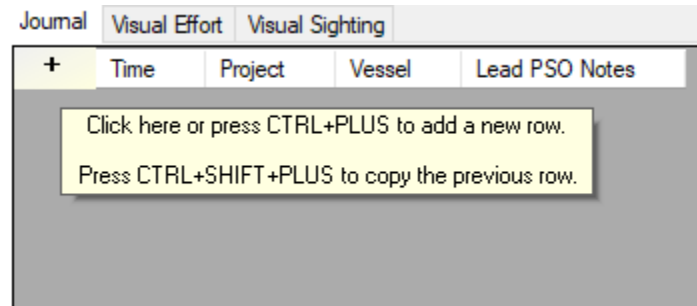 Journal Visual Effort Visual Sighting
+ Time Project Vessel Lead PSO Notes
Click here or press CTRL+PLUS to add a new row.
Press CTRL+SHIFT+PLUS to copy the previous row.